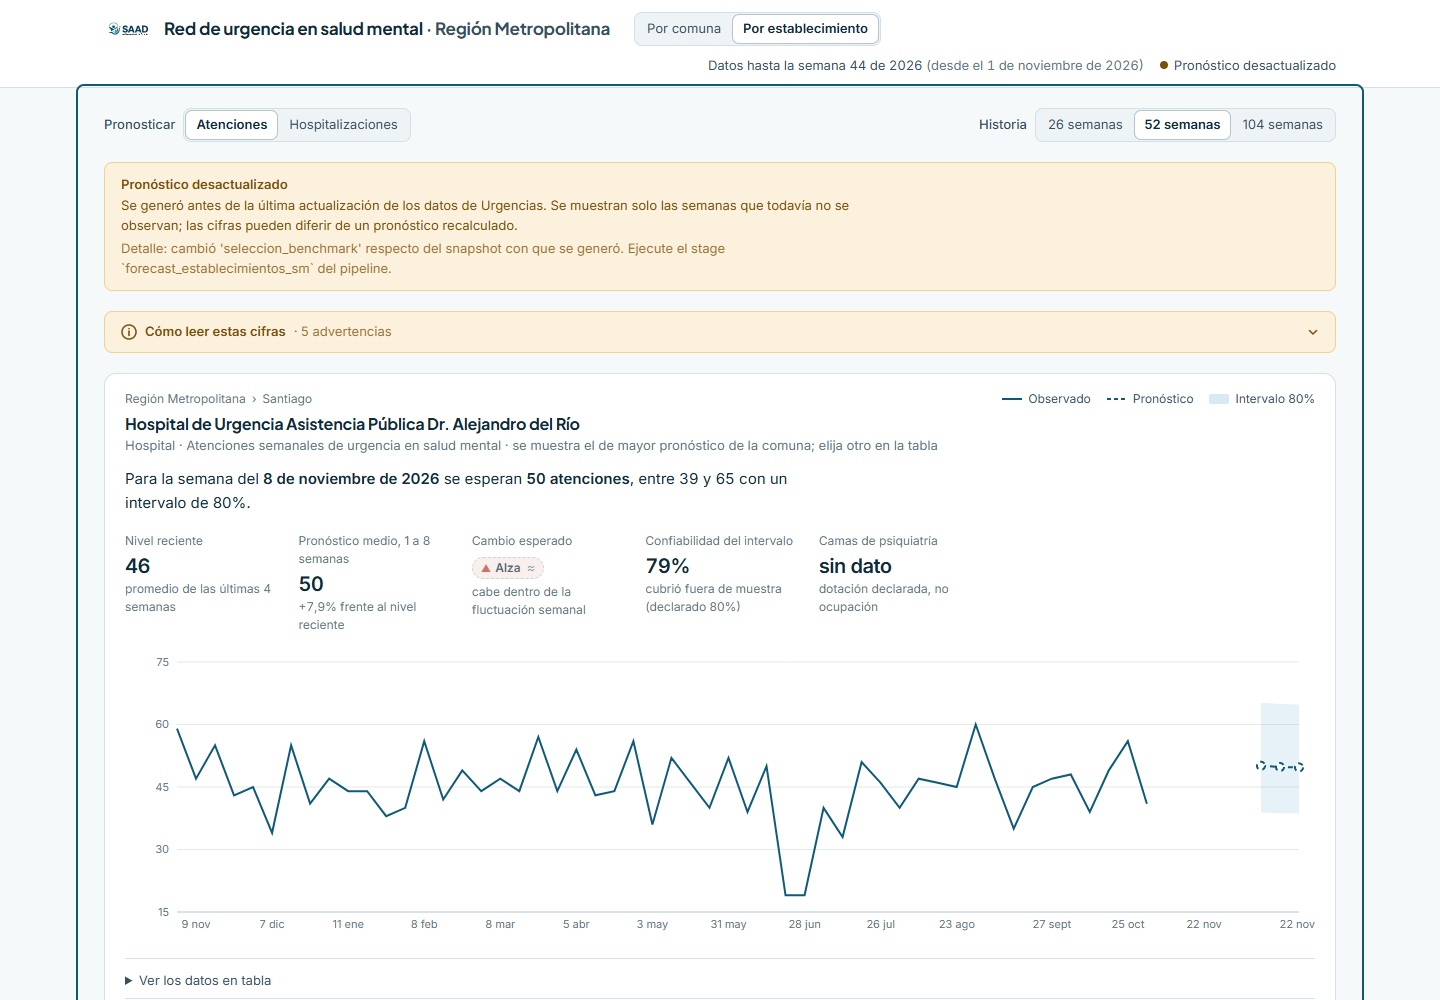 SAAD
Red de urgencia en salud mental · Región Metropolitana
Por comuna
Por establecimiento
Datos hasta la semana 44 de 2026 (desde el 1 de noviembre de 2026)
Pronóstico desactualizado
Pronosticar
Atenciones
Hospitalizaciones
Historia
26 semanas
52 semanas
104 semanas
Pronóstico desactualizado
Se generó antes de la última actualización de los datos de Urgencias. Se muestran solo las semanas que todavía no se
observan; las cifras pueden diferir de un pronóstico recalculado.
Detalle: cambió 'seleccion_benchmark' respecto del snapshot con que se generó. Ejecute el stage
`forecast_establecimientos_sm` del pipeline.
Cómo leer estas cifras · 5 advertencias
Región Metropolitana › Santiago
Observado
Pronóstico
Intervalo 80%
Hospital de Urgencia Asistencia Pública Dr. Alejandro del Río
Hospital · Atenciones semanales de urgencia en salud mental · se muestra el de mayor pronóstico de la comuna; elija otro en la tabla
Para la semana del 8 de noviembre de 2026 se esperan 50 atenciones, entre 39 y 65 con un
intervalo de 80%.
Nivel reciente
46
promedio de las últimas 4
semanas
Pronóstico medio, 1 a 8
semanas
50
+7,9% frente al nivel
reciente
Cambio esperado
▲ Alza ≈
cabe dentro de la
fluctuación semanal
Confiabilidad del intervalo
79%
cubrió fuera de muestra
(declarado 80%)
Camas de psiquiatría
sin dato
dotación declarada, no
ocupación
75
60
45
30
15
9 nov
7 dic
11 ene
8 feb
8 mar
5 abr
3 may
31 may
28 jun
26 jul
23 ago
27 sept
25 oct
22 nov
22 nov
▶ Ver los datos en tabla